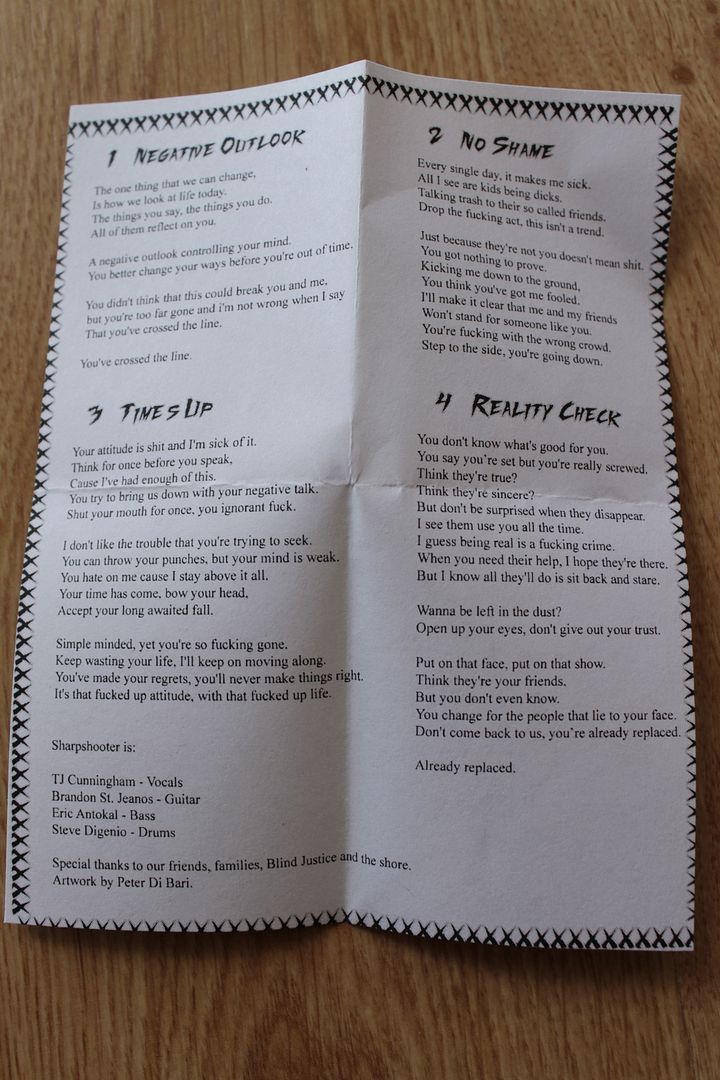 1 Negative Outlook
The one thing that we can change,
Is how we look at life today.
The things you say, the things you do.
All of them reflect on you.
A negative outlook controlling your mind.
You better change your ways before you're out of time.
You didn't think that this could break you and me,
but you're too far gone and i'm not wrong when I say
That you've crossed the line.
You've crossed the line.
2 No Shame
Every single day, it makes me sick.
All I see are kids being dicks.
Talking trash to their so called friends.
Drop the fucking act, this isn't a trend.
Just because they're not you doesn't mean shit.
You got nothing to prove.
Kicking me down to the ground,
You think you've got me fooled.
I'll make it clear that me and my friends
Won't stand for someone like you.
You're fucking with the wrong crowd.
Step to the side, you're going down.
3 Times Up
Your attitude is shit and I'm sick of it.
Think for once before you speak,
Cause I've had enough of this.
You try to bring us down with your negative talk.
Shut your mouth for once, you ignorant fuck.
I don't like the trouble that you're trying to seek.
You can throw your punches, but your mind is weak.
You hate on me cause I stay above it all.
Your time has come, bow your head,
Accept your long awaited fall.
Simple minded, yet you're so fucking gone.
Keep wasting your life, I'll keep on moving along.
You've made your regrets, you'll never make things right.
It's that fucked up attitude, with that fucked up life.
4 Reality Check
You don't know what's good for you.
You say you're set but you're really screwed.
Think they're true?
Think they're sincere?
But don't be surprised when they disappear.
I see them use you all the time.
I guess being real is a fucking crime.
When you need their help, I hope they're there.
But I know all they'll do is sit back and stare.
Wanna be left in the dust?
Open up your eyes, don't give out your trust.
Put on that face, put on that show.
Think they're your friends.
But you don't even know.
You change for the people that lie to your face.
Don't come back to us, you're already replaced.
Already replaced.
Sharpshooter is:
TJ Cunningham - Vocals
Brandon St. Jeanos - Guitar
Eric Antokal - Bass
Steve Digenio - Drums
Special thanks to our friends, families, Blind Justice and the shore.
Artwork by Peter Di Bari.